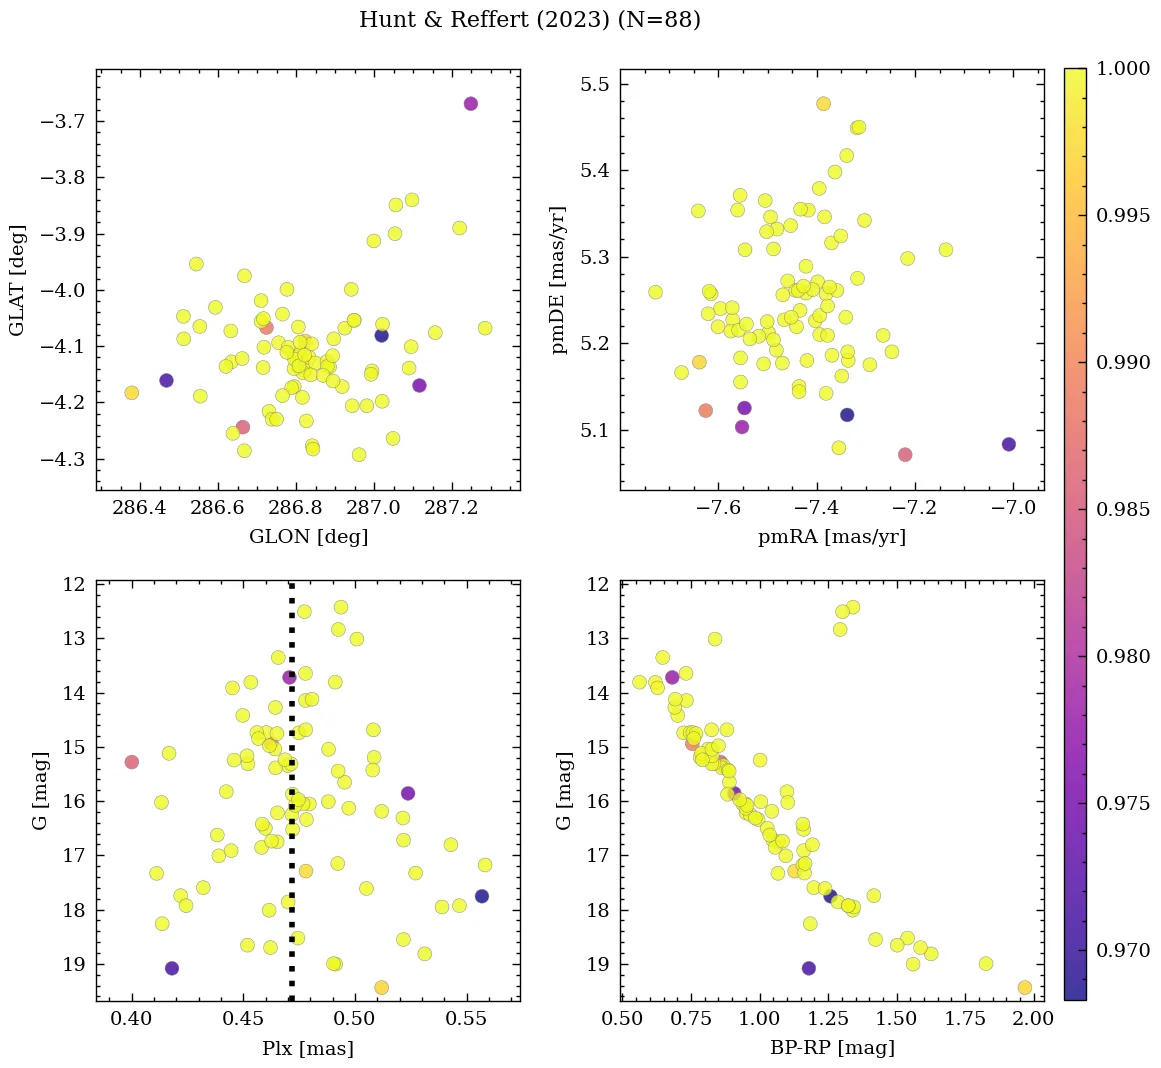 Hunt & Reffert (2023) (N=88)
−3.7
−3.8
−3.9
−4.0
−4.1
−4.2
−4.3
GLAT [deg]
286.4 286.6 286.8 287.0 287.2
GLON [deg]
5.5
5.4
5.3
5.2
5.1
pmDE [mas/yr]
−7.6 −7.4 −7.2 −7.0
pmRA [mas/yr]
12
13
14
15
16
17
18
19
G [mag]
0.40 0.45 0.50 0.55
Plx [mas]
12
13
14
15
16
17
18
19
G [mag]
0.50 0.75 1.00 1.25 1.50 1.75 2.00
BP-RP [mag]
1.000
0.995
0.990
0.985
0.980
0.975
0.970